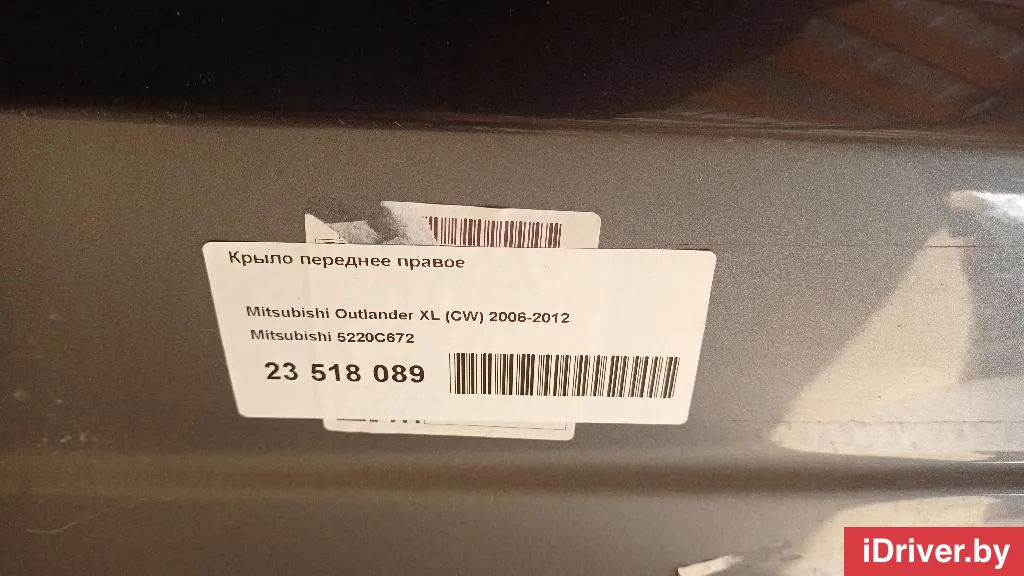 Крыло переднее правое
Mitsubishi Outlander XL (CW) 2006-2012
Mitsubishi 5220C672
23 518 089
iDriver.by